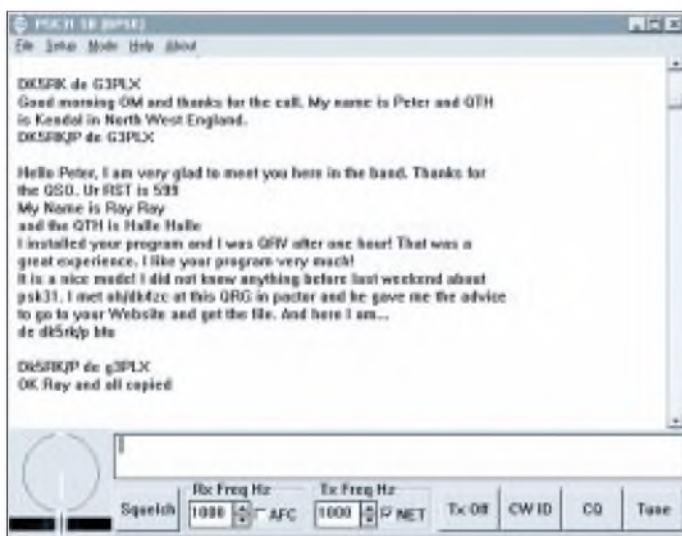 PSK31 SB (BPSK)
File Setup Mode Help About
DK5RK de G3PLX
Good morning OM and thanks for the call. My name is Peter and QTH
is Kendal in North West England.
DK5RK/P de G3PLX
Hello Peter, I am very glad to meet you here in the band. Thanks for
the QSO. Ur RST is 599
My Name is Ray Ray
and the QTH is Halle Halle
I installed your program and I was QRV after one hour! That was a
great experience. I like your program very much!
It is a nice mode! I did not know anything before last weekend about
psk31. I met oh/dk4zc at this QRG in pactor and he gave me the advice
to go to your Website and get the file. And here I am...
de dk5rk/p btu
Dk5RK/P de g3PLX
OK Ray and all copied
Rx Freq Hz Tx Freq Hz
Squelch 1000 AFC 1000 NET Tx Off CW ID CQ Tune